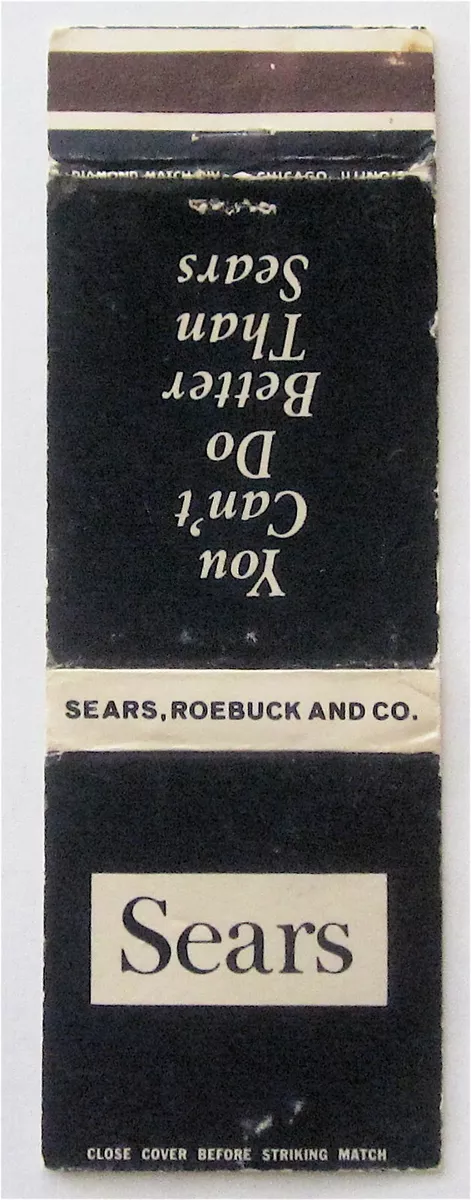 DIAMOND MATCH DIV. CHICAGO, ILLINOIS
You
Can't
Do
Better
Than
Sears
SEARS, ROEBUCK AND CO.
Sears
CLOSE COVER BEFORE STRIKING MATCH